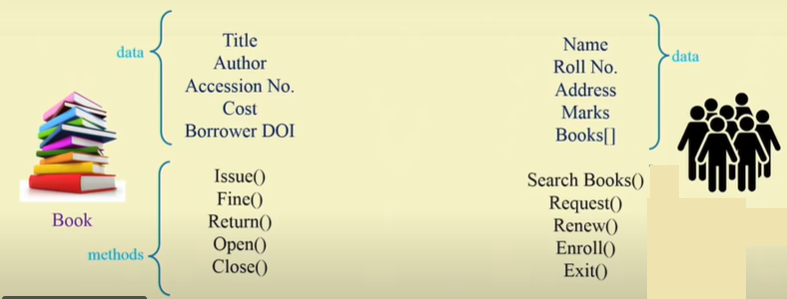 data
Title
Author
Accession No.
Cost
Borrower DOI
Book
methods
Issue()
Fine()
Return()
Open()
Close()
Name
Roll No.
Address
Marks
Books[]
data
Search Books()
Request()
Renew()
Enroll()
Exit()